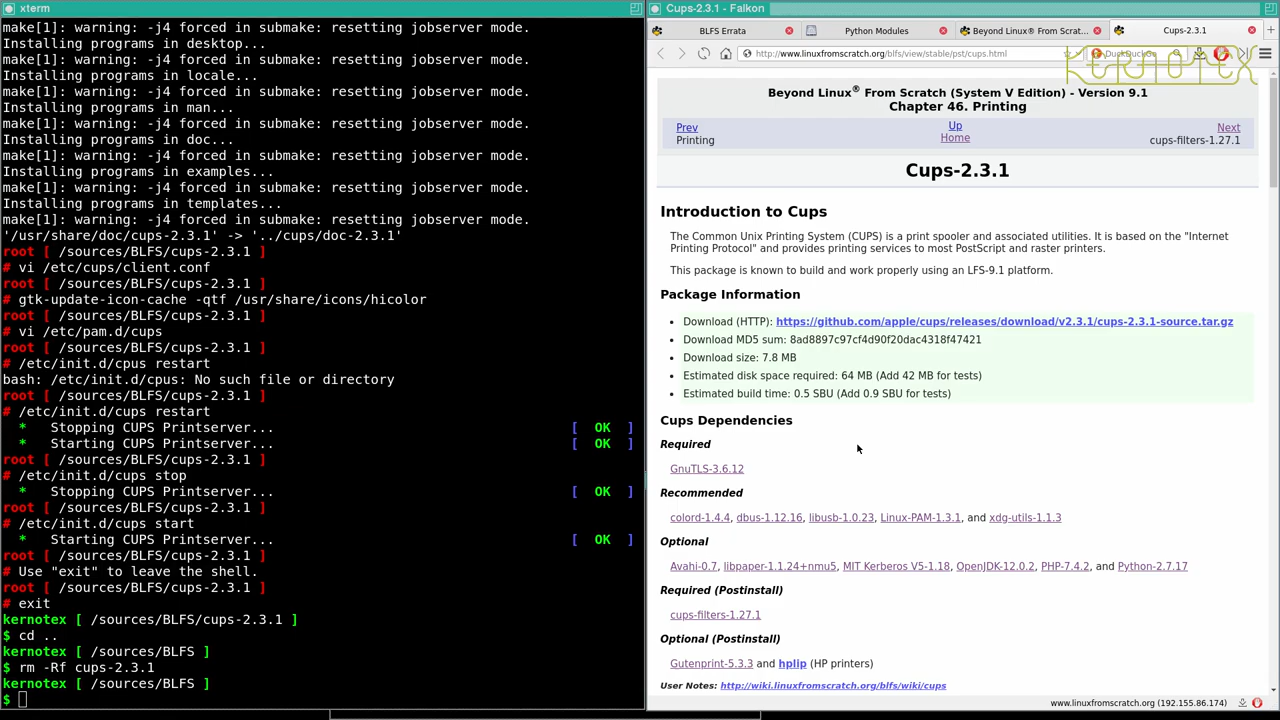 xterm
make[1]: warning: -j4 forced in submake: resetting jobserver mode.
Installing programs in desktop...
make[1]: warning: -j4 forced in submake: resetting jobserver mode.
Installing programs in locale...
make[1]: warning: -j4 forced in submake: resetting jobserver mode.
Installing programs in man...
make[1]: warning: -j4 forced in submake: resetting jobserver mode.
Installing programs in doc...
make[1]: warning: -j4 forced in submake: resetting jobserver mode.
Installing programs in examples...
make[1]: warning: -j4 forced in submake: resetting jobserver mode.
Installing programs in templates...
make[1]: warning: -j4 forced in submake: resetting jobserver mode.
'/usr/share/doc/cups-2.3.1' -> '../cups/doc-2.3.1'
root [ /sources/BLFS/cups-2.3.1 ]
# vi /etc/cups/client.conf
root [ /sources/BLFS/cups-2.3.1 ]
# gtk-update-icon-cache -qtf /usr/share/icons/hicolor
root [ /sources/BLFS/cups-2.3.1 ]
# vi /etc/pam.d/cups
root [ /sources/BLFS/cups-2.3.1 ]
# /etc/init.d/cpus restart
bash: /etc/init.d/cpus: No such file or directory
root [ /sources/BLFS/cups-2.3.1 ]
# /etc/init.d/cups restart
* Stopping CUPS Printserver... [ OK ]
* Starting CUPS Printserver... [ OK ]
root [ /sources/BLFS/cups-2.3.1 ]
# /etc/init.d/cups stop
* Stopping CUPS Printserver... [ OK ]
root [ /sources/BLFS/cups-2.3.1 ]
# /etc/init.d/cups start
* Starting CUPS Printserver... [ OK ]
root [ /sources/BLFS/cups-2.3.1 ]
# Use "exit" to leave the shell.
root [ /sources/BLFS/cups-2.3.1 ]
# exit
kernotex [ /sources/BLFS/cups-2.3.1 ]
$ cd ..
kernotex [ /sources/BLFS ]
$ rm -Rf cups-2.3.1
kernotex [ /sources/BLFS ]
$
Cups-2.3.1 - Falkon
BLFS Errata
Python Modules
Beyond Linux® From Scrat...
Cups-2.3.1
http://www.linuxfromscratch.org/blfs/view/stable/pst/cups.html
DuckDuckGo
KERNOTEX
Beyond Linux® From Scratch (System V Edition) - Version 9.1
Chapter 46. Printing
Prev
Up
Next
Printing
Home
cups-filters-1.27.1
Cups-2.3.1
Introduction to Cups
The Common Unix Printing System (CUPS) is a print spooler and associated utilities. It is based on the "Internet
Printing Protocol" and provides printing services to most PostScript and raster printers.
This package is known to build and work properly using an LFS-9.1 platform.
Package Information
• Download (HTTP): https://github.com/apple/cups/releases/download/v2.3.1/cups-2.3.1-source.tar.gz
• Download MD5 sum: 8ad8897c97cf4d90f20dac4318f47421
• Download size: 7.8 MB
• Estimated disk space required: 64 MB (Add 42 MB for tests)
• Estimated build time: 0.5 SBU (Add 0.9 SBU for tests)
Cups Dependencies
Required
GnuTLS-3.6.12
Recommended
colord-1.4.4, dbus-1.12.16, libusb-1.0.23, Linux-PAM-1.3.1, and xdg-utils-1.1.3
Optional
Avahi-0.7, libpaper-1.1.24+nmu5, MIT Kerberos V5-1.18, OpenJDK-12.0.2, PHP-7.4.2, and Python-2.7.17
Required (Postinstall)
cups-filters-1.27.1
Optional (Postinstall)
Gutenprint-5.3.3 and hplip (HP printers)
User Notes: http://wiki.linuxfromscratch.org/blfs/wiki/cups
www.linuxfromscratch.org (192.155.86.174)